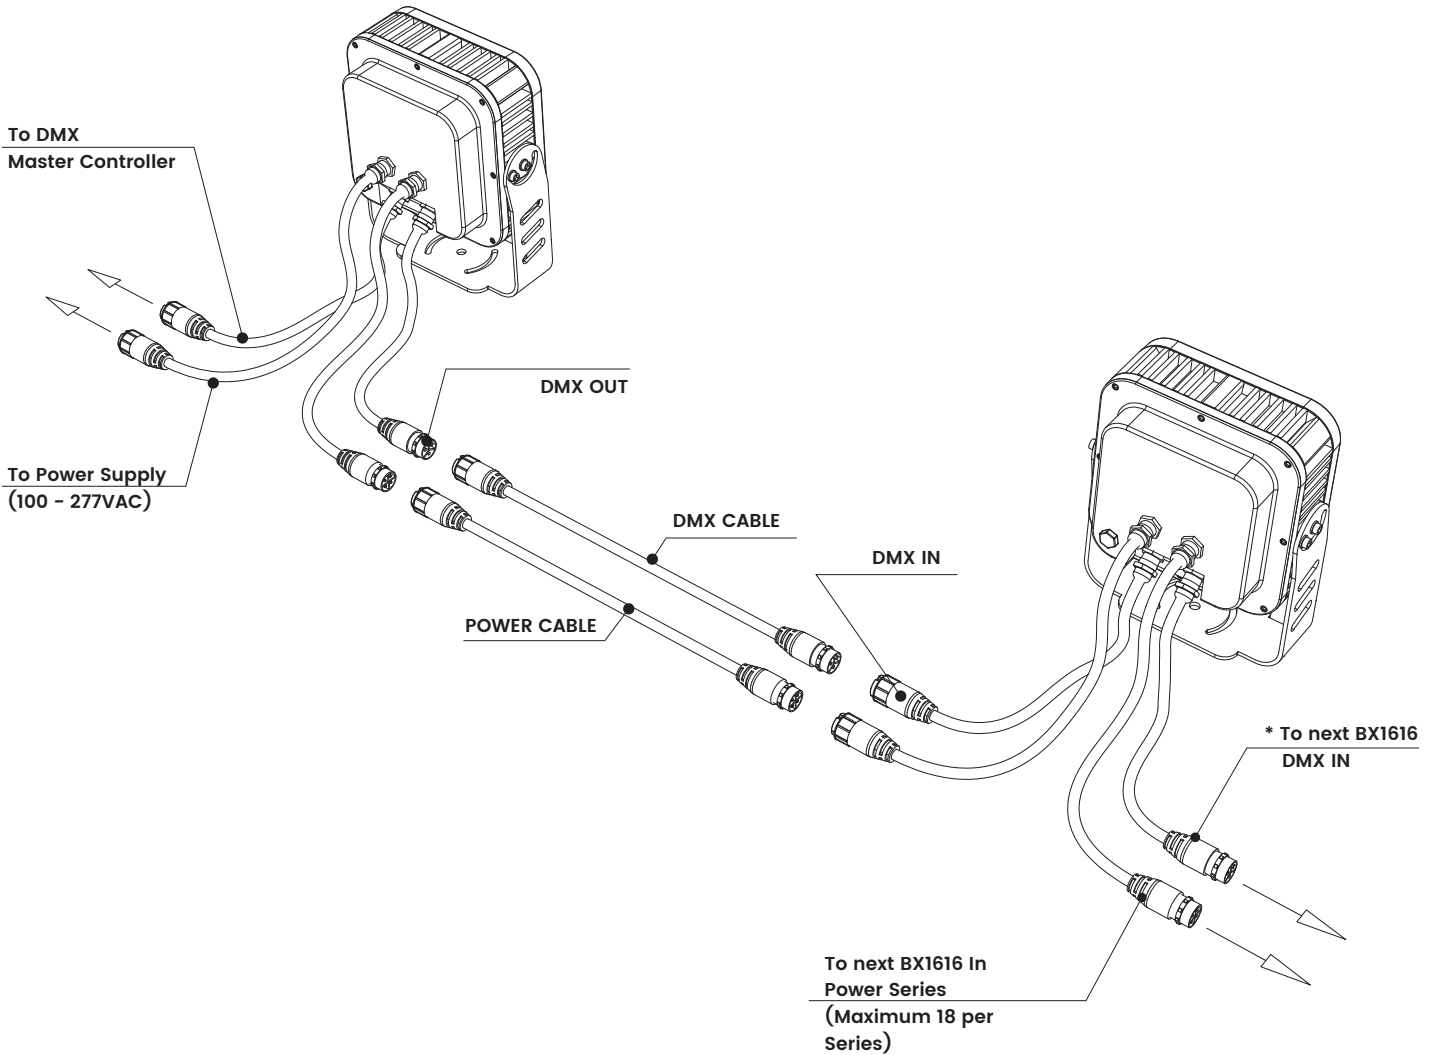 To DMX
Master Controller
DMX OUT
To Power Supply
(100 - 277VAC)
DMX CABLE
DMX IN
POWER CABLE
* To next BX1616
DMX IN
To next BX1616 In
Power Series
(Maximum 18 per
Series)